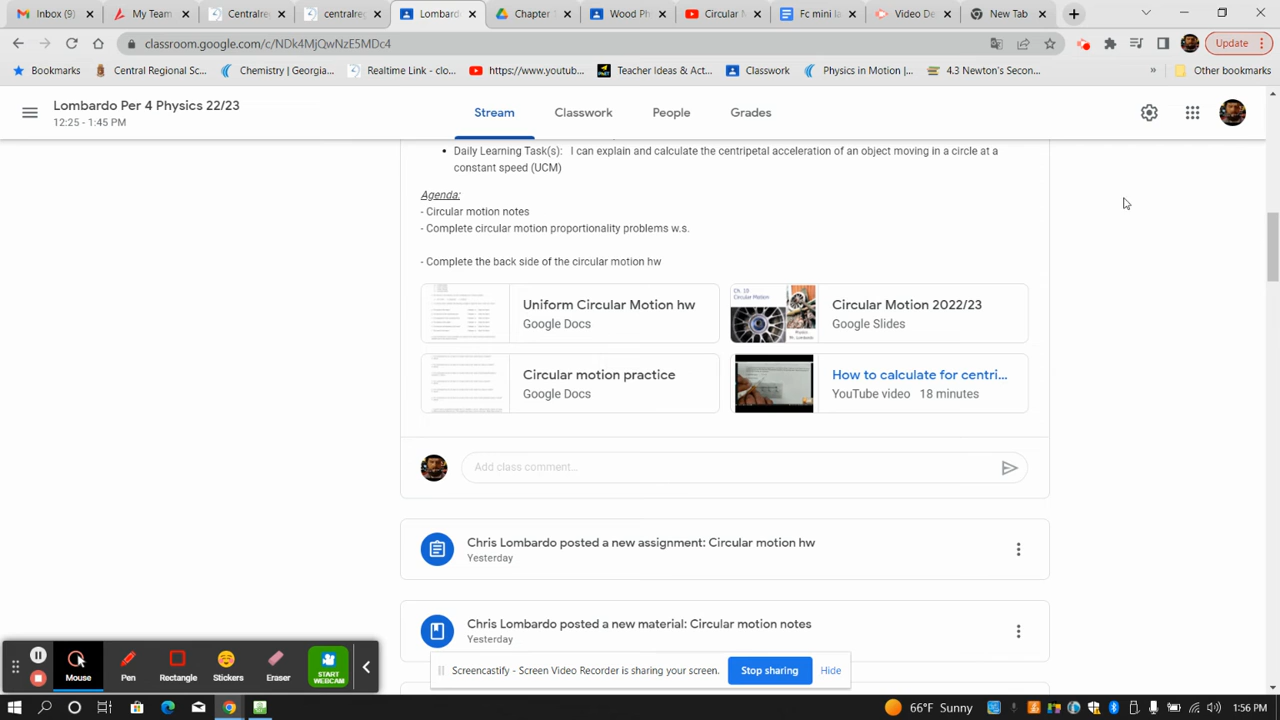 Inbox (9)
My Team
Centralre
centralre
Lombard
Chapter
Wood Ph
Circular M
Fc mini la
Video De
New Tab
classroom.google.com/c/NDk4MjQwNzE5MDQ4
Update
Bookmarks
Central Regional Sc...
Chemistry | Georgia...
Realtime Link - clo...
https://www.youtub...
Teacher Ideas & Act...
Classwork
Physics in Motion |...
4.3 Newton's Secon...
»
Other bookmarks
Lombardo Per 4 Physics 22/23
12:25 - 1:45 PM
Stream
Classwork
People
Grades
• Daily Learning Task(s): I can explain and calculate the centripetal acceleration of an object moving in a circle at a
constant speed (UCM)
Agenda:
- Circular motion notes
- Complete circular motion proportionality problems w.s.
- Complete the back side of the circular motion hw
Uniform Circular Motion hw
Google Docs
Ch. 10
Circular Motion
Circular Motion 2022/23
Google Slides
Circular motion practice
Google Docs
How to calculate for centri...
YouTube video 18 minutes
Add class comment...
Chris Lombardo posted a new assignment: Circular motion hw
Yesterday
Chris Lombardo posted a new material: Circular motion notes
Yesterday
Mouse
Pen
Rectangle
Stickers
Eraser
START
WEBCAM
Screencastify - Screen Video Recorder is sharing your screen.
Stop sharing
Hide
66°F Sunny
1:56 PM